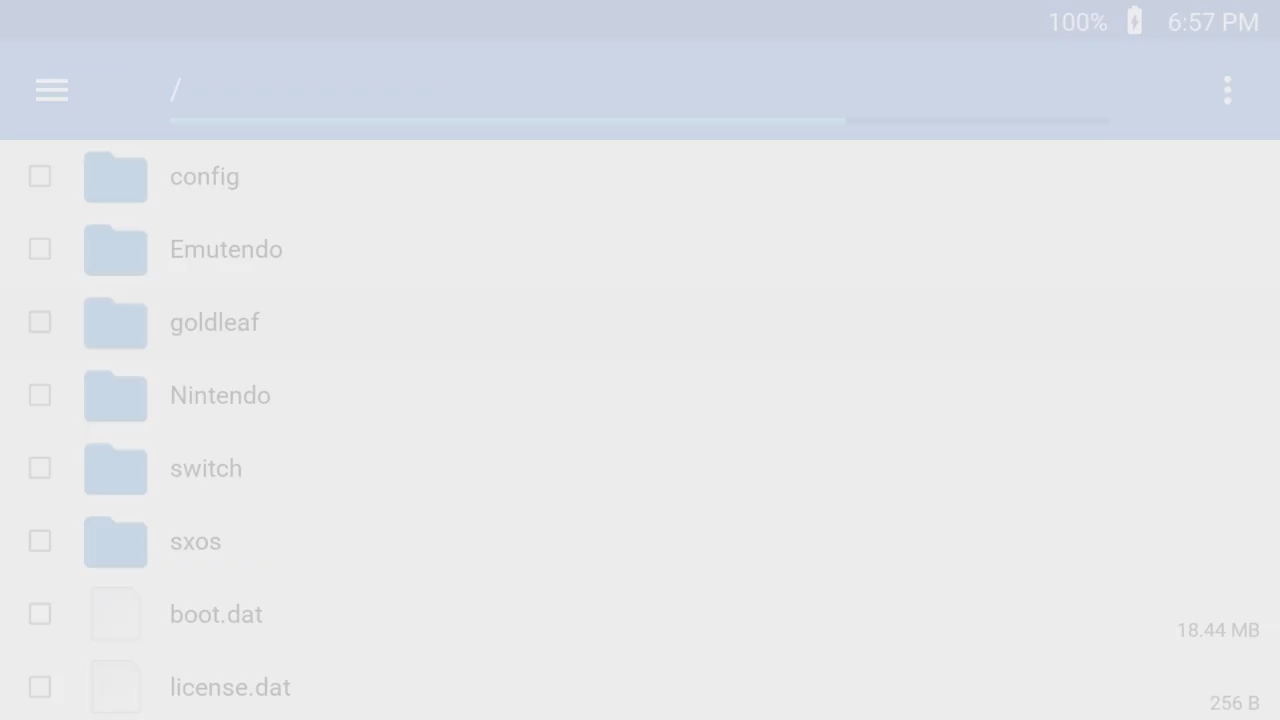 100% 6:57 PM
/
config
Emutendo
goldleaf
Nintendo
switch
sxos
boot.dat
18.44 MB
license.dat
256 B